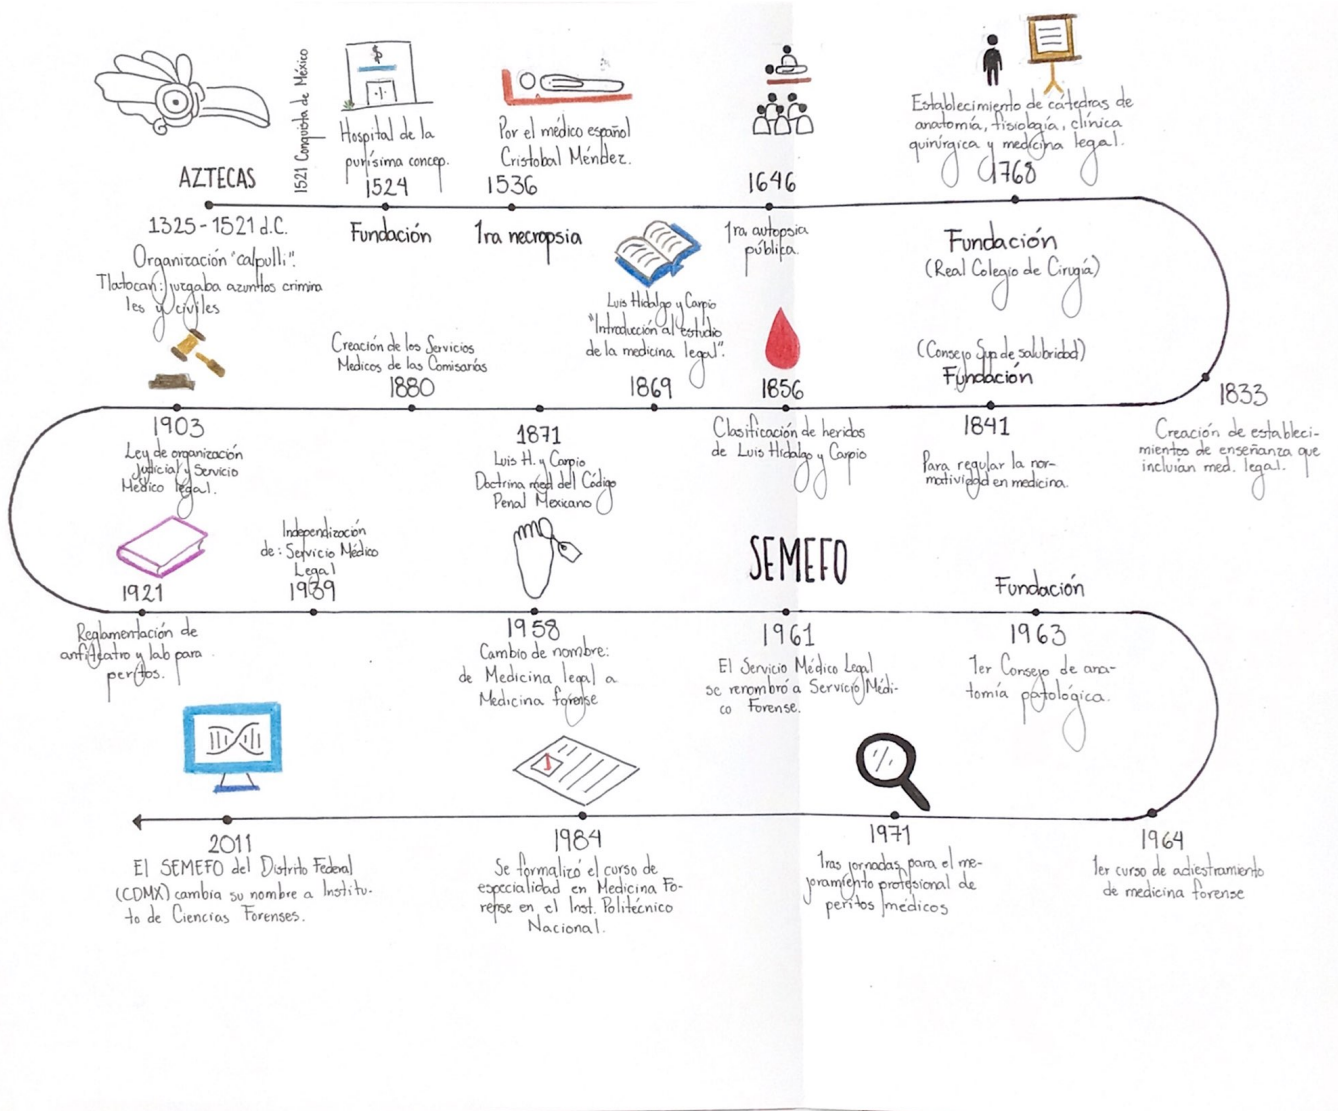 AZTECAS
1325-1521 d.C.
Organización "calpulli".
Tlatocan: juzgaba azuntos crimina
les y civiles
1521 Conquista de México
$
Hospital de la
purísima concep.
1524
Fundación
Por el médico español
Cristobal Méndez.
1536
1ra necropsia
1646
1ra autopsia
pública.
Establecimiento de cátedras de
anatomía, fisiología, clínica
quirúrgica y medicina legal.
1768
Fundación
(Real Colegio de Cirugía)
1833
Creación de estableci-
mientos de enseñanza que
incluían med. legal.
(Consejo Sup de salubridad)
Fundación
1841
Para regular la nor-
matividad en medicina.
1856
Clasificación de heridas
de Luis Hidalgo y Carpio
Luis Hidalgo y Carpio
"Introducción al estudio
de la medicina legal".
1869
1871
Luis H. y Carpio
Doctrina med del Código
Penal Mexicano
Creación de los Servicios
Medicos de las Comisarías
1880
1903
Ley de organización
Judicial y Servicio
Médico legal.
1921
Reglamentación de
anfiteatro y lab para
peritos.
Independización
de: Servicio Médico
Legal
1939
1958
Cambio de nombre:
de Medicina legal a
Medicina forense
SEMEFO
1961
El Servicio Médico Legal
se renombró a Servicio Médi-
co Forense.
Fundación
1963
1er Consejo de ana-
tomía patológica.
1964
1er curso de adiestramiento
de medicina forense
1971
1ras jornadas para el me-
joramiento profesional de
peritos médicos
1984
Se formalizó el curso de
especialidad en Medicina Fo-
rense en el Inst. Politécnico
Nacional.
2011
El SEMEFO del Distrito Federal
(CDMX) cambia su nombre a Institu-
to de Ciencias Forenses.